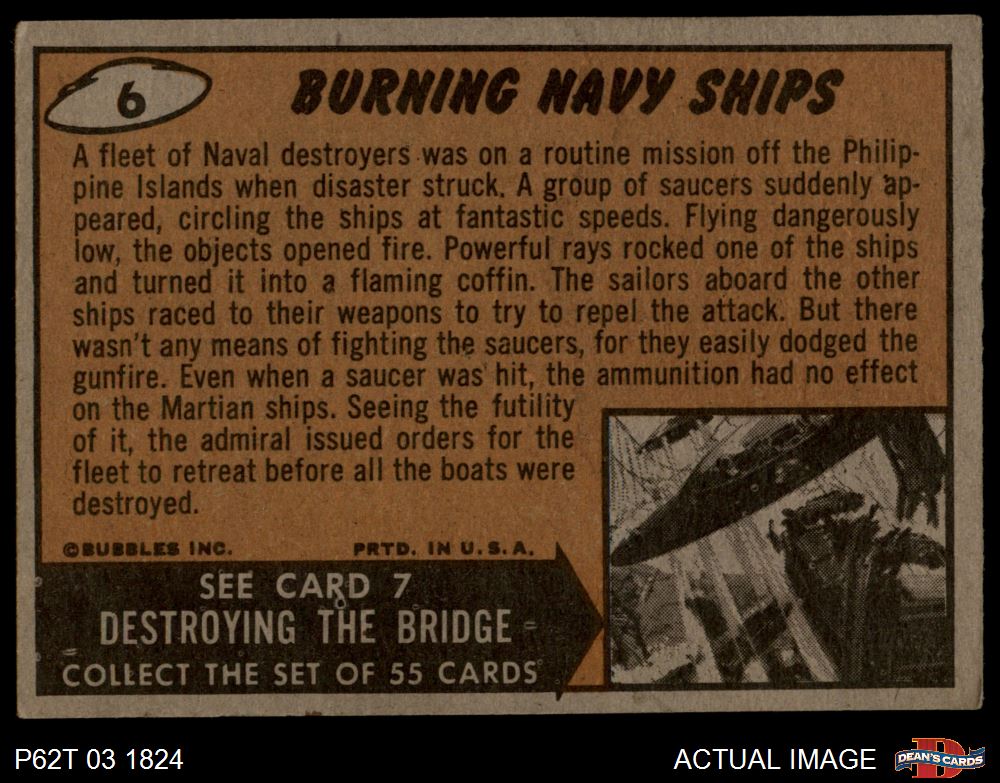 6
BURNING NAVY SHIPS
A fleet of Naval destroyers was on a routine mission off the Philip-
pine Islands when disaster struck. A group of saucers suddenly ap-
peared, circling the ships at fantastic speeds. Flying dangerously
low, the objects opened fire. Powerful rays rocked one of the ships
and turned it into a flaming coffin. The sailors aboard the other
ships raced to their weapons to try to repel the attack. But there
wasn't any means of fighting the saucers, for they easily dodged the
gunfire. Even when a saucer was hit, the ammunition had no effect
on the Martian ships. Seeing the futility
of it, the admiral issued orders for the
fleet to retreat before all the boats were
destroyed.
©BUBBLES INC. PRTD. IN U.S.A.
SEE CARD 7
DESTROYING THE BRIDGE
COLLECT THE SET OF 55 CARDS
P62T 03 1824
ACTUAL IMAGE
D
DEAN'S CARDS